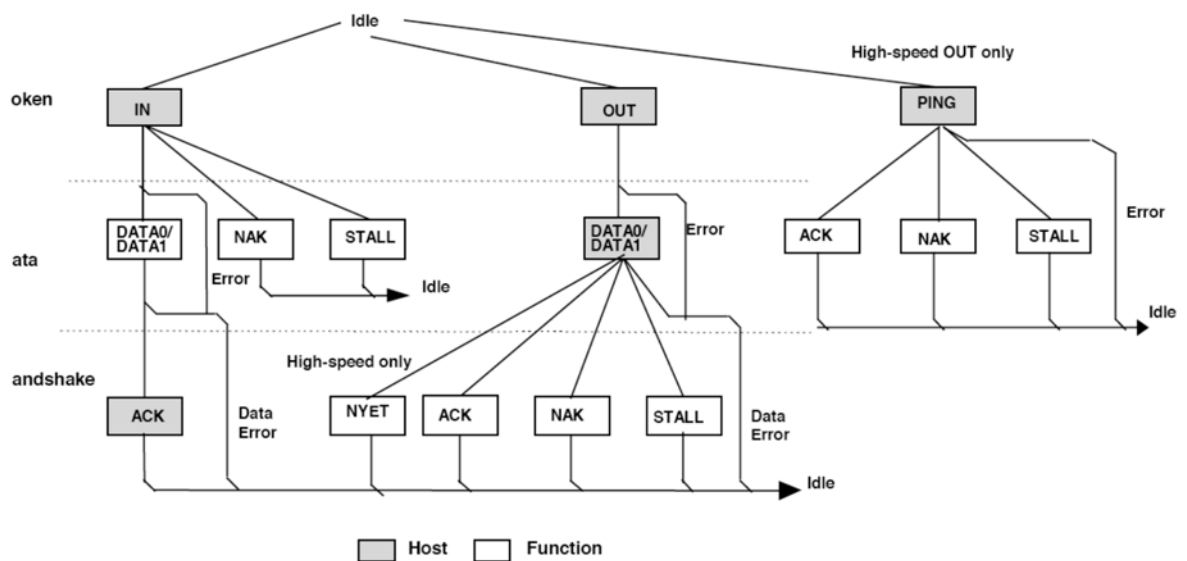 Idle
High-speed OUT only
oken
IN
OUT
PING
DATA0/
DATA1
NAK
STALL
DATA0/
DATA1
Error
ACK
NAK
STALL
Error
ata
Error
Idle
Idle
High-speed only
andshake
ACK
Data
Error
NYET
ACK
NAK
STALL
Data
Error
Idle
Host
Function